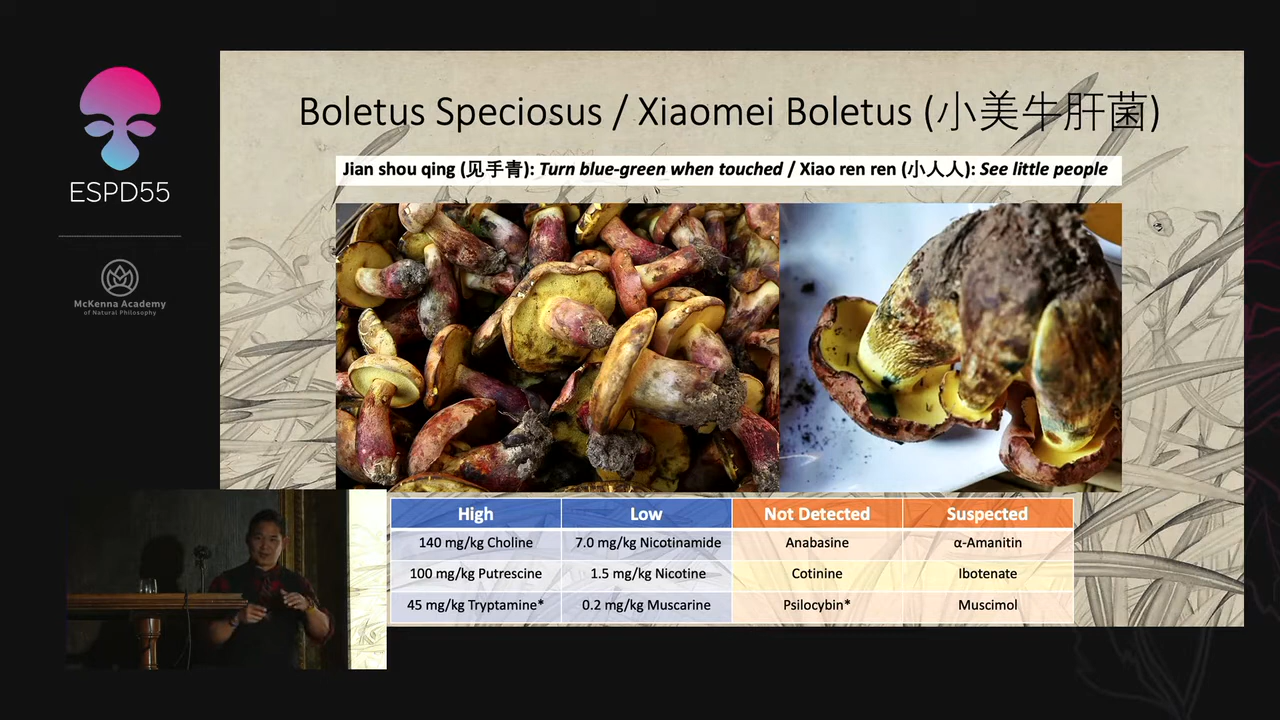 ESPD55
McKenna Academy
of Natural Philosophy
Boletus Speciosus / Xiaomei Boletus (小美牛肝菌)
Jian shou qing (见手青): Turn blue-green when touched / Xiao ren ren (小人人): See little people
High Low Not Detected Suspected
140 mg/kg Choline 7.0 mg/kg Nicotinamide Anabasine α-Amanitin
100 mg/kg Putrescine 1.5 mg/kg Nicotine Cotinine Ibotenate
45 mg/kg Tryptamine* 0.2 mg/kg Muscarine Psilocybin* Muscimol